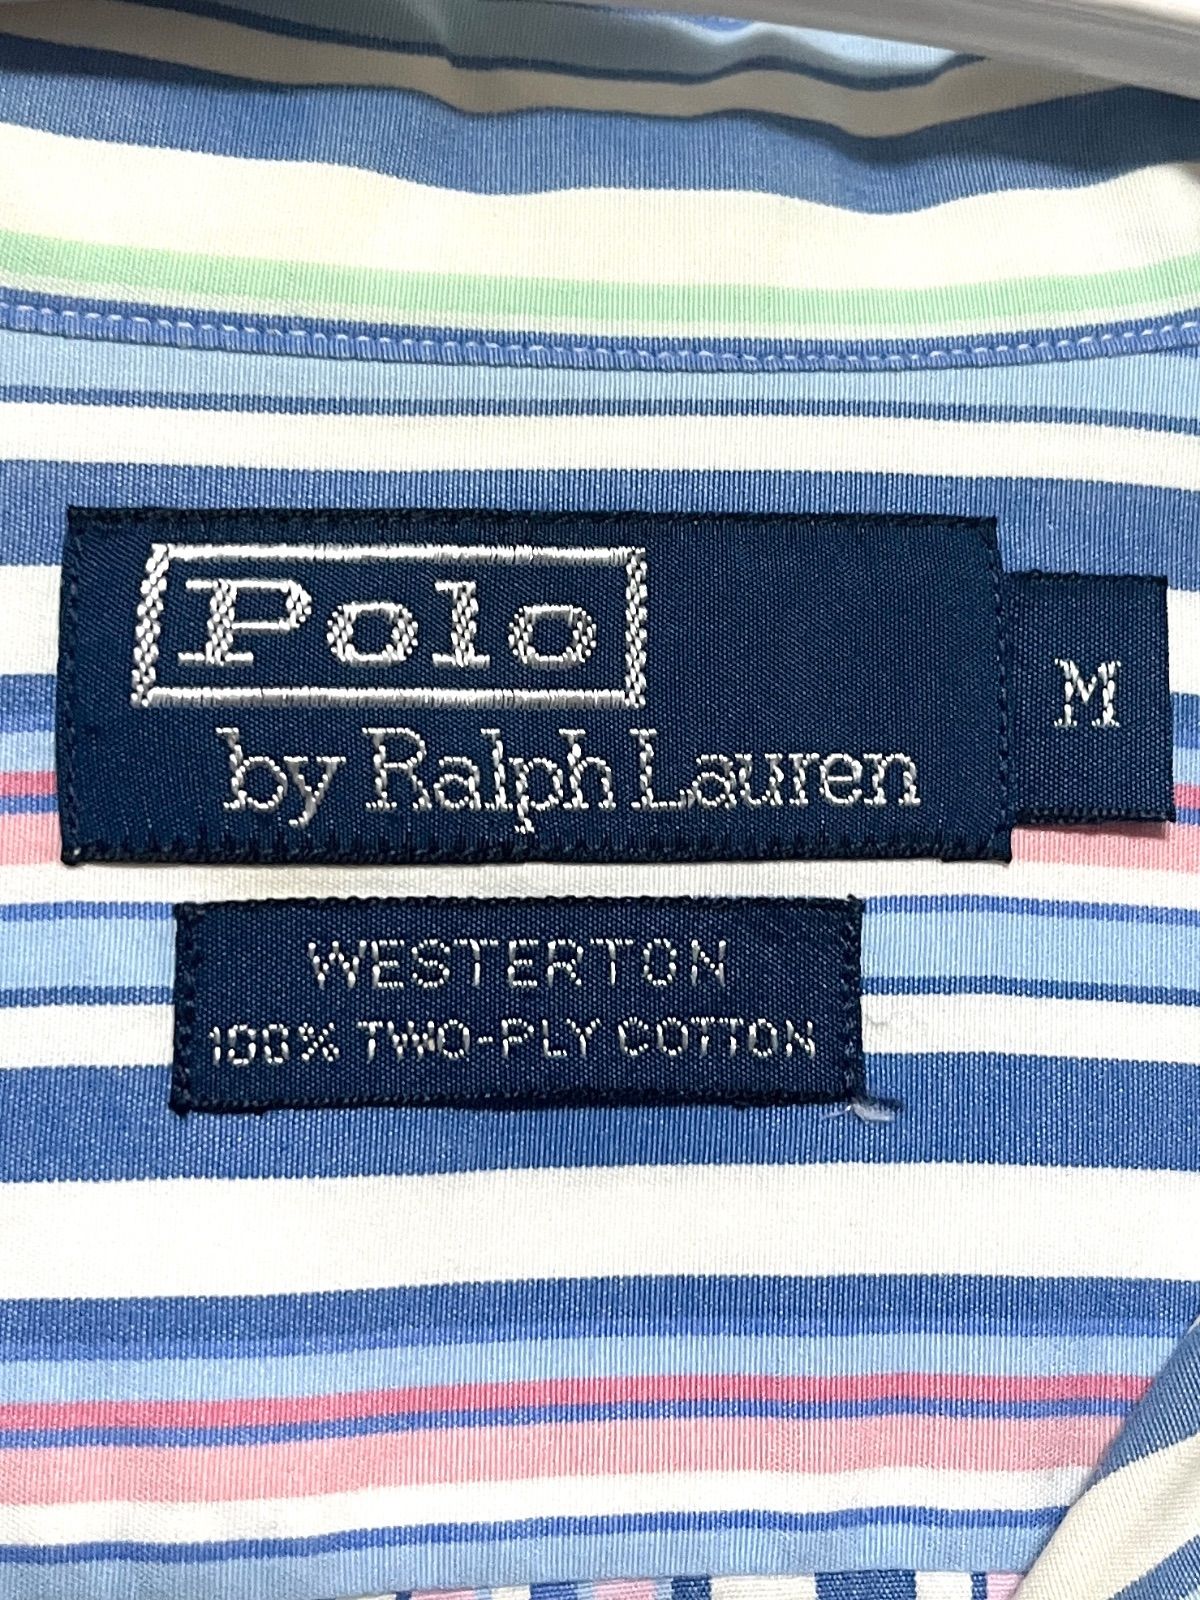 Polo
by Ralph Lauren
M
WESTERTON
100% TWO-PLY COTTON